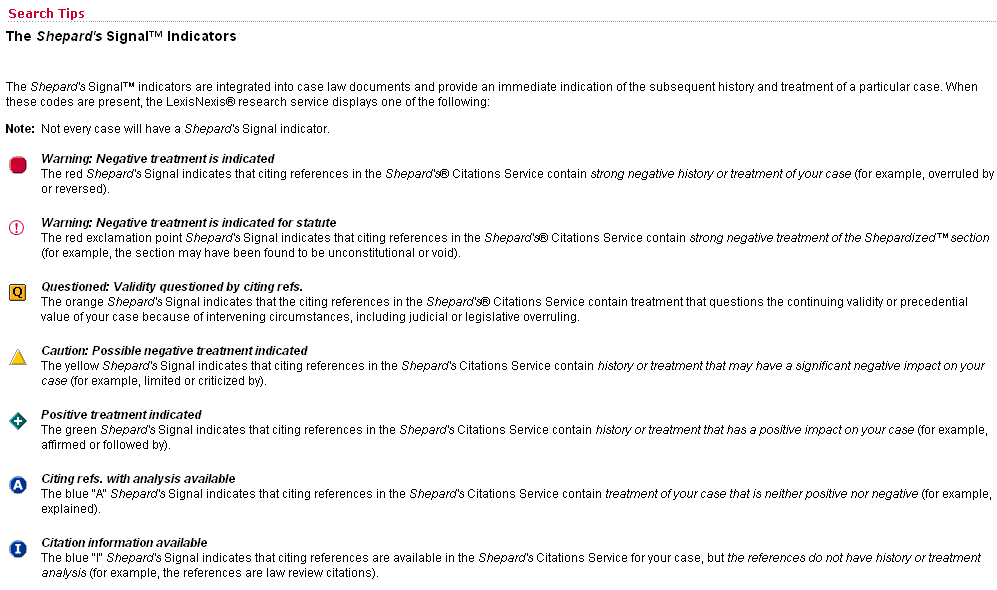 Search Tips
The Shepard's Signal™ Indicators
The Shepard's Signal™ indicators are integrated into case law documents and provide an immediate indication of the subsequent history and treatment of a particular case. When
these codes are present, the LexisNexis® research service displays one of the following:
Note: Not every case will have a Shepard's Signal indicator.
Warning: Negative treatment is indicated
The red Shepard's Signal indicates that citing references in the Shepard's® Citations Service contain strong negative history or treatment of your case (for example, overruled by
or reversed).
!
Warning: Negative treatment is indicated for statute
The red exclamation point Shepard's Signal indicates that citing references in the Shepard's® Citations Service contain strong negative treatment of the Shepardized™ section
(for example, the section may have been found to be unconstitutional or void).
Q
Questioned: Validity questioned by citing refs.
The orange Shepard's Signal indicates that the citing references in the Shepard's® Citations Service contain treatment that questions the continuing validity or precedential
value of your case because of intervening circumstances, including judicial or legislative overruling.
Caution: Possible negative treatment indicated
The yellow Shepard's Signal indicates that citing references in the Shepard's Citations Service contain history or treatment that may have a significant negative impact on your
case (for example, limited or criticized by).
+
Positive treatment indicated
The green Shepard's Signal indicates that citing references in the Shepard's Citations Service contain history or treatment that has a positive impact on your case (for example,
affirmed or followed by).
A
Citing refs. with analysis available
The blue "A" Shepard's Signal indicates that citing references in the Shepard's Citations Service contain treatment of your case that is neither positive nor negative (for example,
explained).
I
Citation information available
The blue "I" Shepard's Signal indicates that citing references are available in the Shepard's Citations Service for your case, but the references do not have history or treatment
analysis (for example, the references are law review citations).